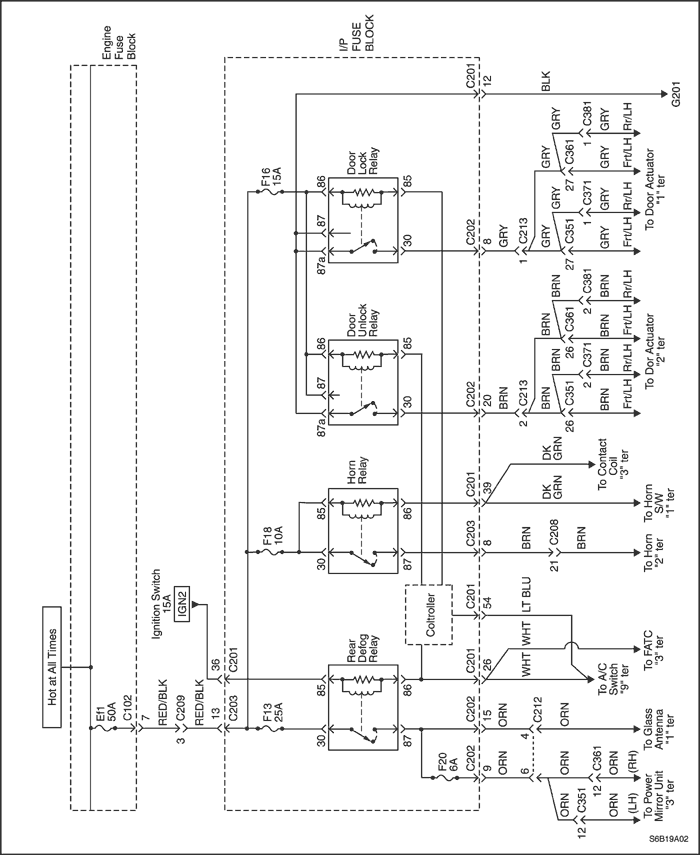 Hot at All Times
Engine
Fuse
Block
Ef1
50A
C102
7
RED/BLK
3
C209
RED/BLK
13
C203
Ignition Switch
15A
IGN2
36
C201
I/P
FUSE
BLOCK
F13
25A
F18
10A
F16
15A
30
85
Rear
Defog
Relay
87
86
30
85
Horn
Relay
87
86
87a
87
86
Door
Unlock
Relay
30
85
87a
87
86
Door
Lock
Relay
30
85
Coltroller
F20
6A
C202
9
C202
15
C201
26
C201
54
C203
8
C201
39
C202
20
C202
8
C201
12
ORN
ORN
WHT
WHT
LT BLU
BRN
DK
GRN
DK
GRN
BRN
GRY
BLK
6
4
C212
21
C208
2
C213
1
C213
ORN
ORN
ORN
BRN
BRN
BRN
BRN
BRN
GRY
GRY
GRY
GRY
12
C351
12
C361
26
C351
2
C371
26
C361
2
C381
27
C351
1
C371
27
C361
1
C381
BRN
BRN
BRN
BRN
GRY
GRY
GRY
GRY
(LH)
(RH)
Frt/LH
Rr/LH
Frt/LH
Rr/LH
Frt/LH
Rr/LH
Frt/LH
Rr/LH
To Power
Mirror Unit
"3" ter
To Glass
Antenna
"1" ter
To A/C
Switch
"9" ter
To FATC
"3" ter
To Horn
"2" ter
To Horn
S/W
"1" ter
To Contact
Coil
"3" ter
To Dor Actuator
"2" ter
To Door Actuator
"1" ter
G201
S6B19A02